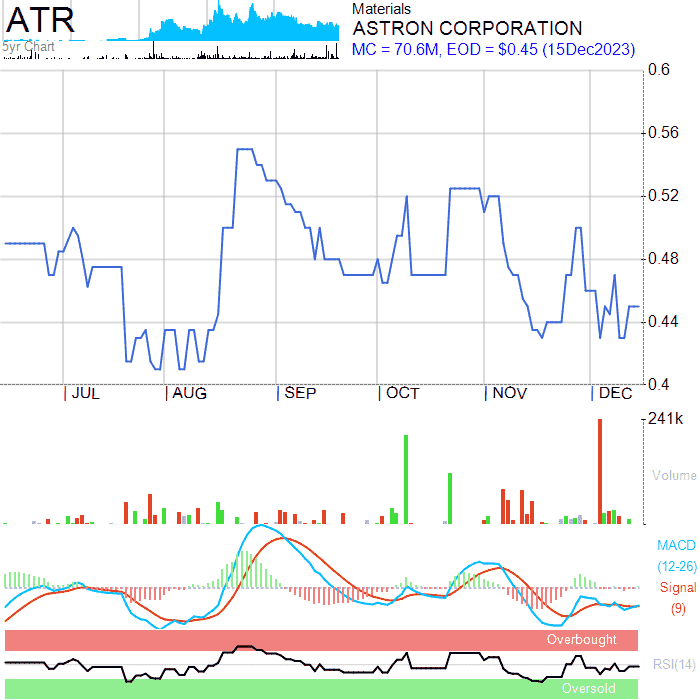 ATR
5yr Chart
Materials
ASTRON CORPORATION
MC = 70.6M, EOD = $0.45 (15Dec2023)
0.6
0.56
0.52
0.48
0.44
0.4
JUL AUG SEP OCT NOV DEC
241k
Volume
MACD
(12-26)
Signal
(9)
Overbought
RSI(14)
Oversold